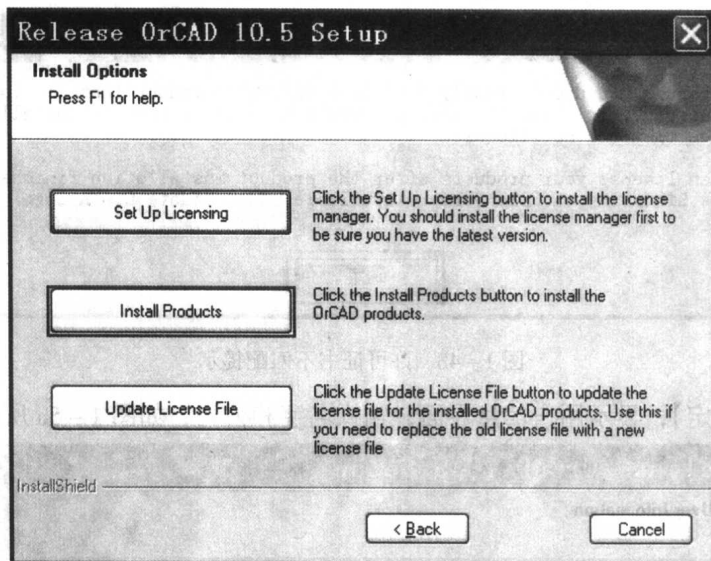 Release OrCAD 10.5 Setup
Install Options
Press F1 for help.
Set Up Licensing
Click the Set Up Licensing button to install the license
manager. You should install the license manager first to
be sure you have the latest version.
Install Products
Click the Install Products button to install the
OrCAD products.
Update License File
Click the Update License File button to update the
license file for the installed OrCAD products. Use this if
you need to replace the old license file with a new
license file
InstallShield
< Back
Cancel